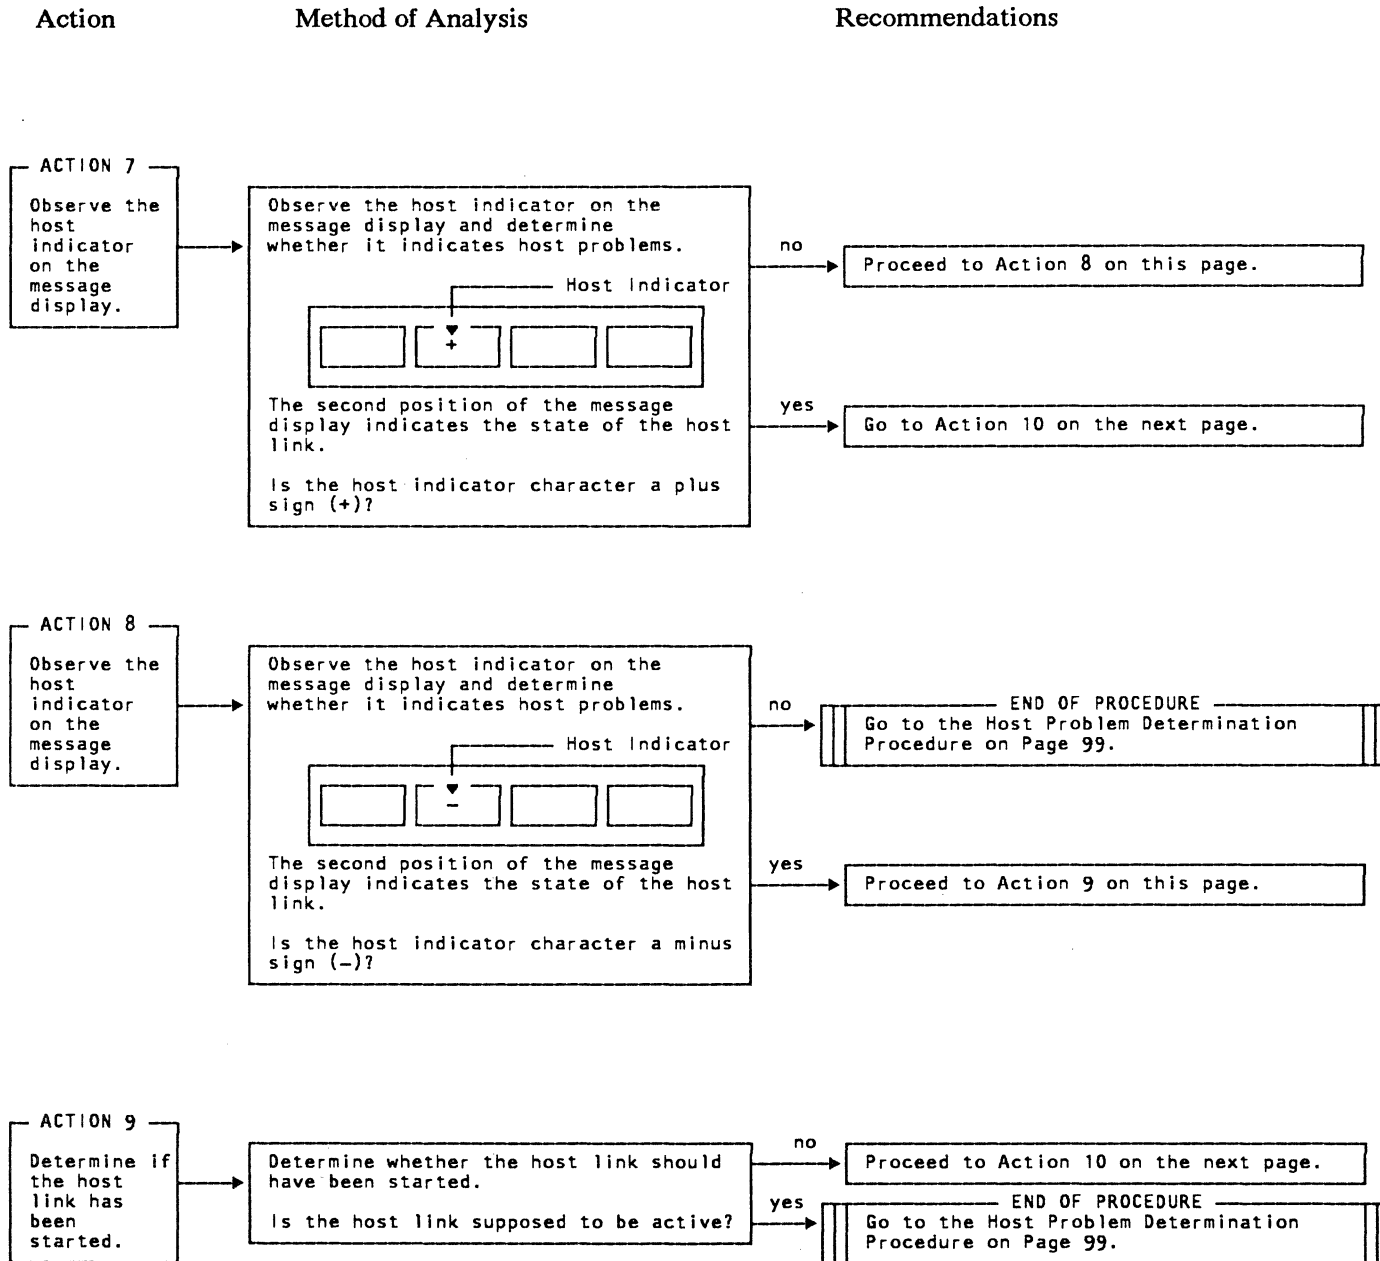 Action Method of Analysis Recommendations
ACTION 7
Observe the
host
indicator
on the
message
display.
Observe the host indicator on the
message display and determine
whether it indicates host problems.
Host Indicator
+
The second position of the message
display indicates the state of the host
link.
Is the host indicator character a plus
sign (+)?
no
Proceed to Action 8 on this page.
yes
Go to Action 10 on the next page.
ACTION 8
Observe the
host
indicator
on the
message
display.
Observe the host indicator on the
message display and determine
whether it indicates host problems.
Host Indicator
–
The second position of the message
display indicates the state of the host
link.
Is the host indicator character a minus
sign (–)?
no
END OF PROCEDURE
Go to the Host Problem Determination
Procedure on Page 99.
yes
Proceed to Action 9 on this page.
ACTION 9
Determine if
the host
link has
been
started.
Determine whether the host link should
have been started.
Is the host link supposed to be active?
no
Proceed to Action 10 on the next page.
yes
END OF PROCEDURE
Go to the Host Problem Determination
Procedure on Page 99.